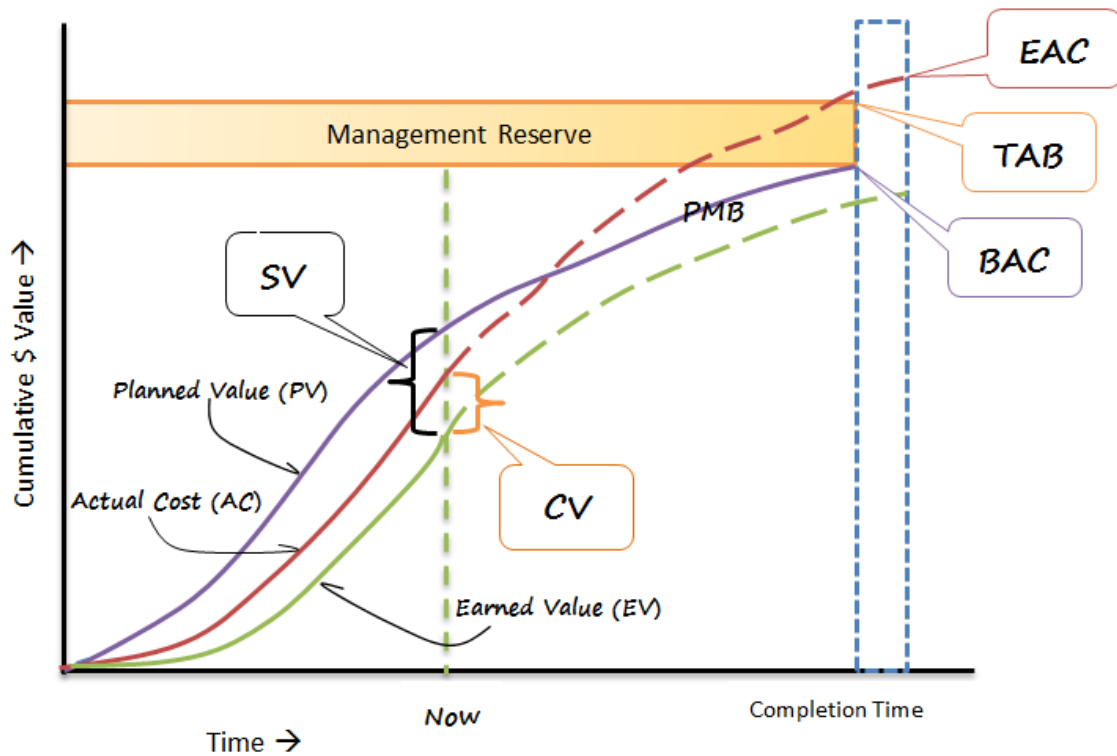 EAC
Management Reserve
TAB
PMB
BAC
SV
Planned Value (PV)
Actual Cost (AC)
CV
Earned Value (EV)
Cumulative $ Value →
Now
Completion Time
Time →